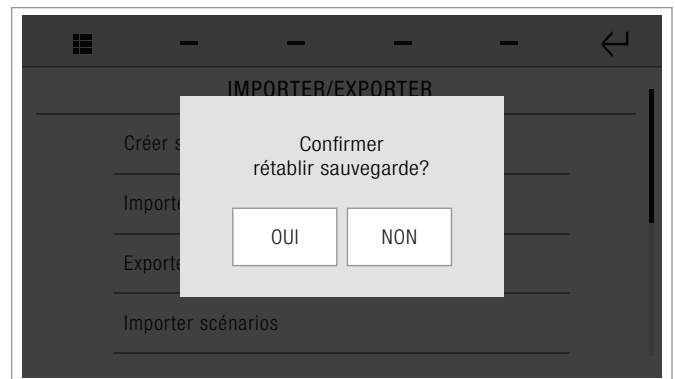 IMPORTER/EXPORTER
Créer s
Confirmer
rétablir sauvegarde?
Importe
OUI
NON
Exporte
Importer scénarios